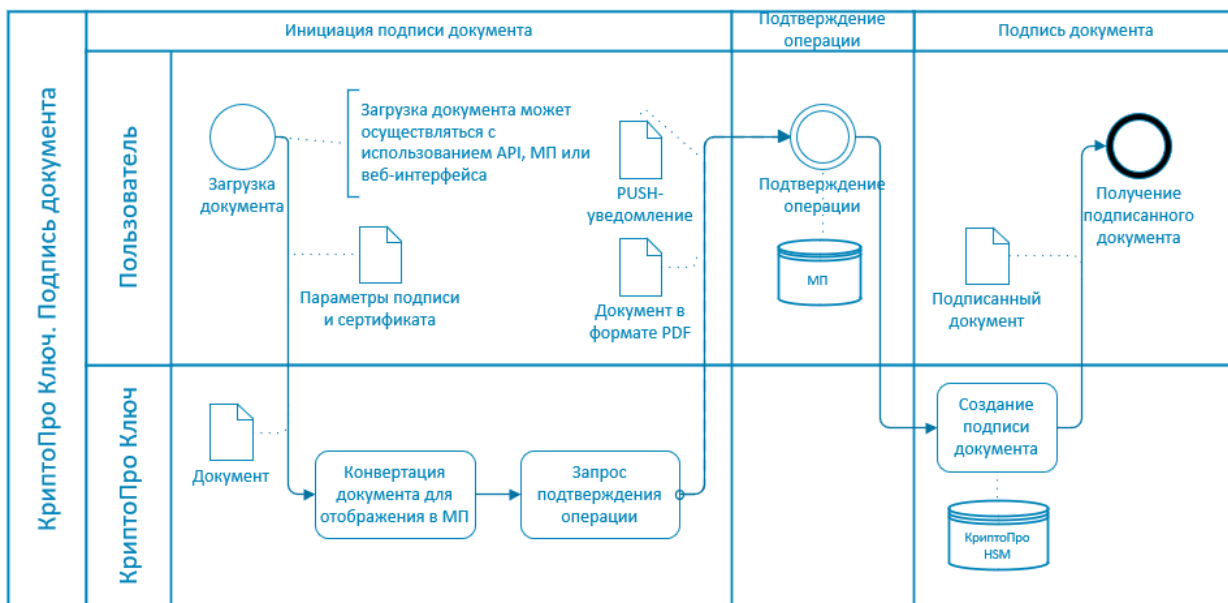 КриптоПро Ключ. Подпись документа
Инициация подписи документа
Подтверждение
операции
Подпись документа
Пользователь
Загрузка
документа
Загрузка документа может
осуществляться с
использованием API, МП или
веб-интерфейса
Параметры подписи
и сертификата
PUSH-
уведомление
Документ в
формате PDF
Подтверждение
операции
МП
Подписанный
документ
Получение
подписанного
документа
КриптоПро Ключ
Документ
Конвертация
документа для
отображения в МП
Запрос
подтверждения
операции
Создание
подписи
документа
КриптоПро
HSM